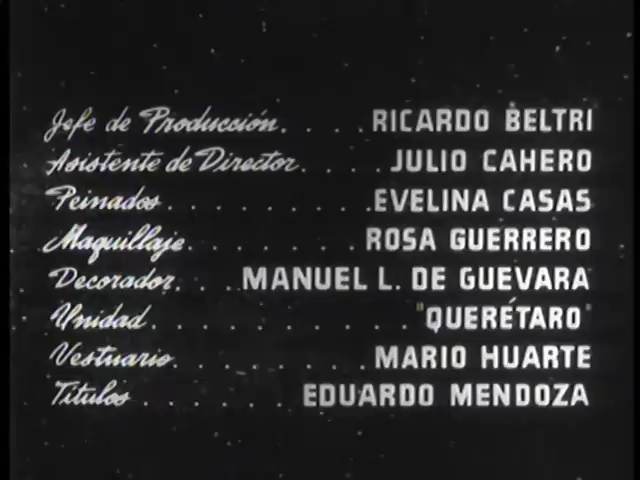 Jefe de Producción. . . . . RICARDO BELTRI
Asistente de Director. . . . . JULIO CAHERO
Peinados. . . . . . . . . . .EVELINA CASAS
Maquillaje. . . . . . . . . ROSA GUERRERO
Decorador. . . .MANUEL L. DE GUEVARA
Unidad. . . . . . . . . . . . . "QUERÉTARO"
Vestuario. . . . . . . . . . MARIO HUARTE
Títulos . . . . . . . EDUARDO MENDOZA